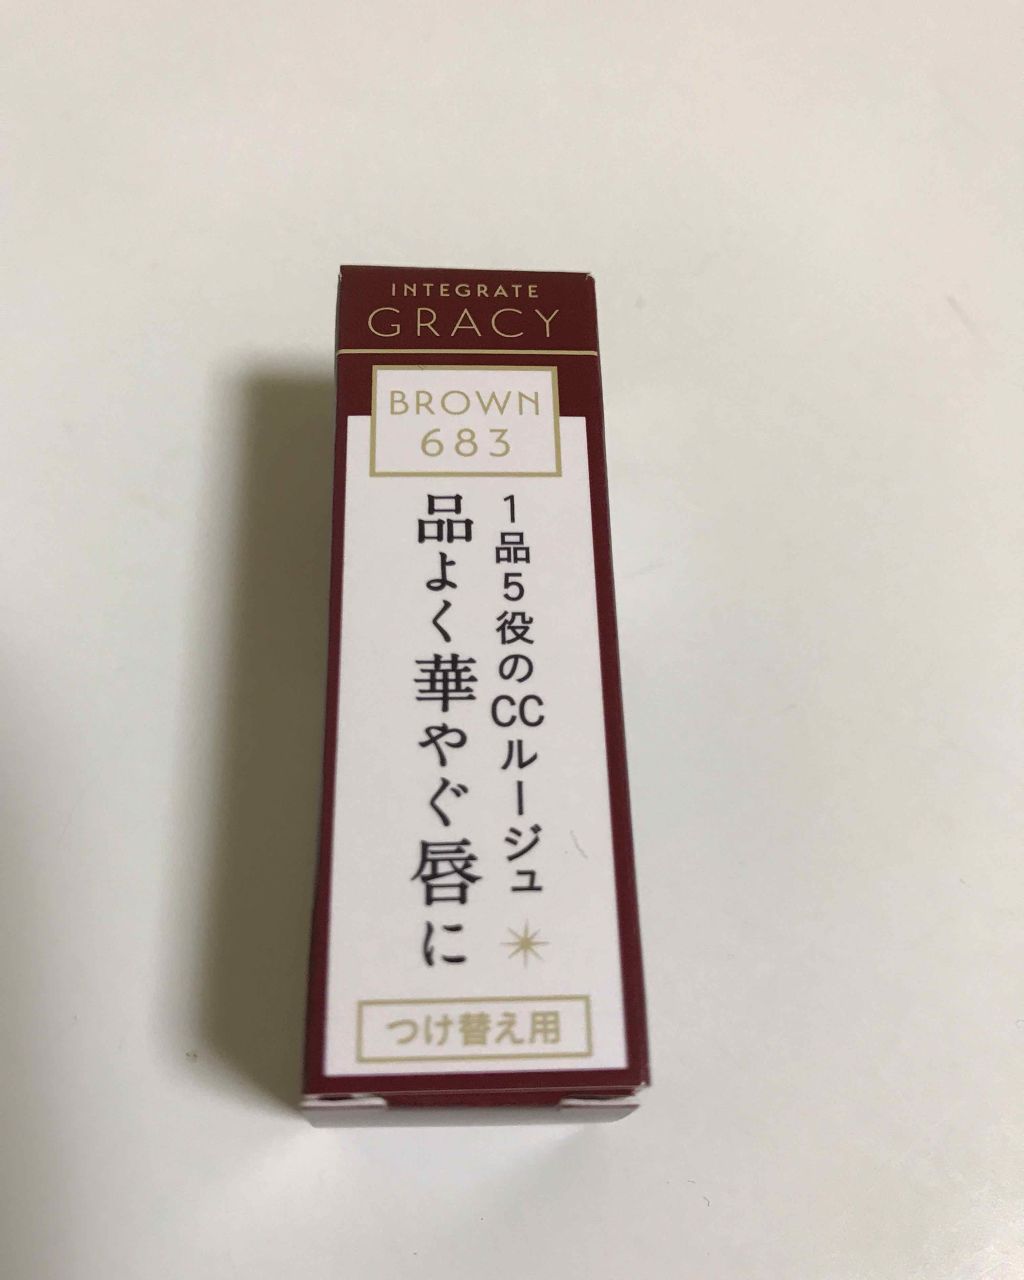 INTEGRATE
GRACY
BROWN
683
1品5役のCCルージュ
品よく華やぐ唇に
つけ替え用